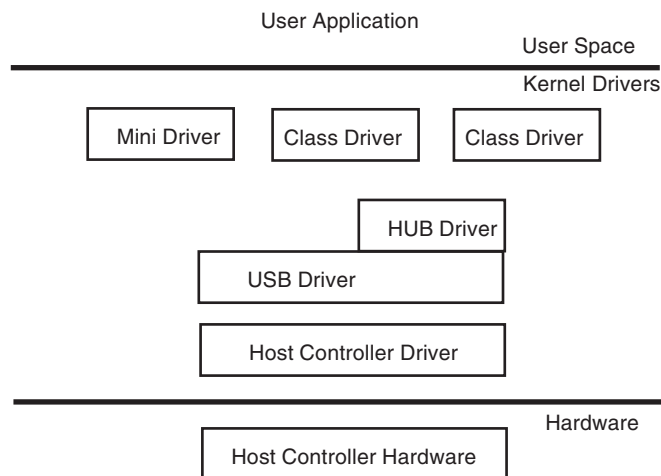 User Application
User Space
Kernel Drivers
Mini Driver
Class Driver
Class Driver
HUB Driver
USB Driver
Host Controller Driver
Hardware
Host Controller Hardware